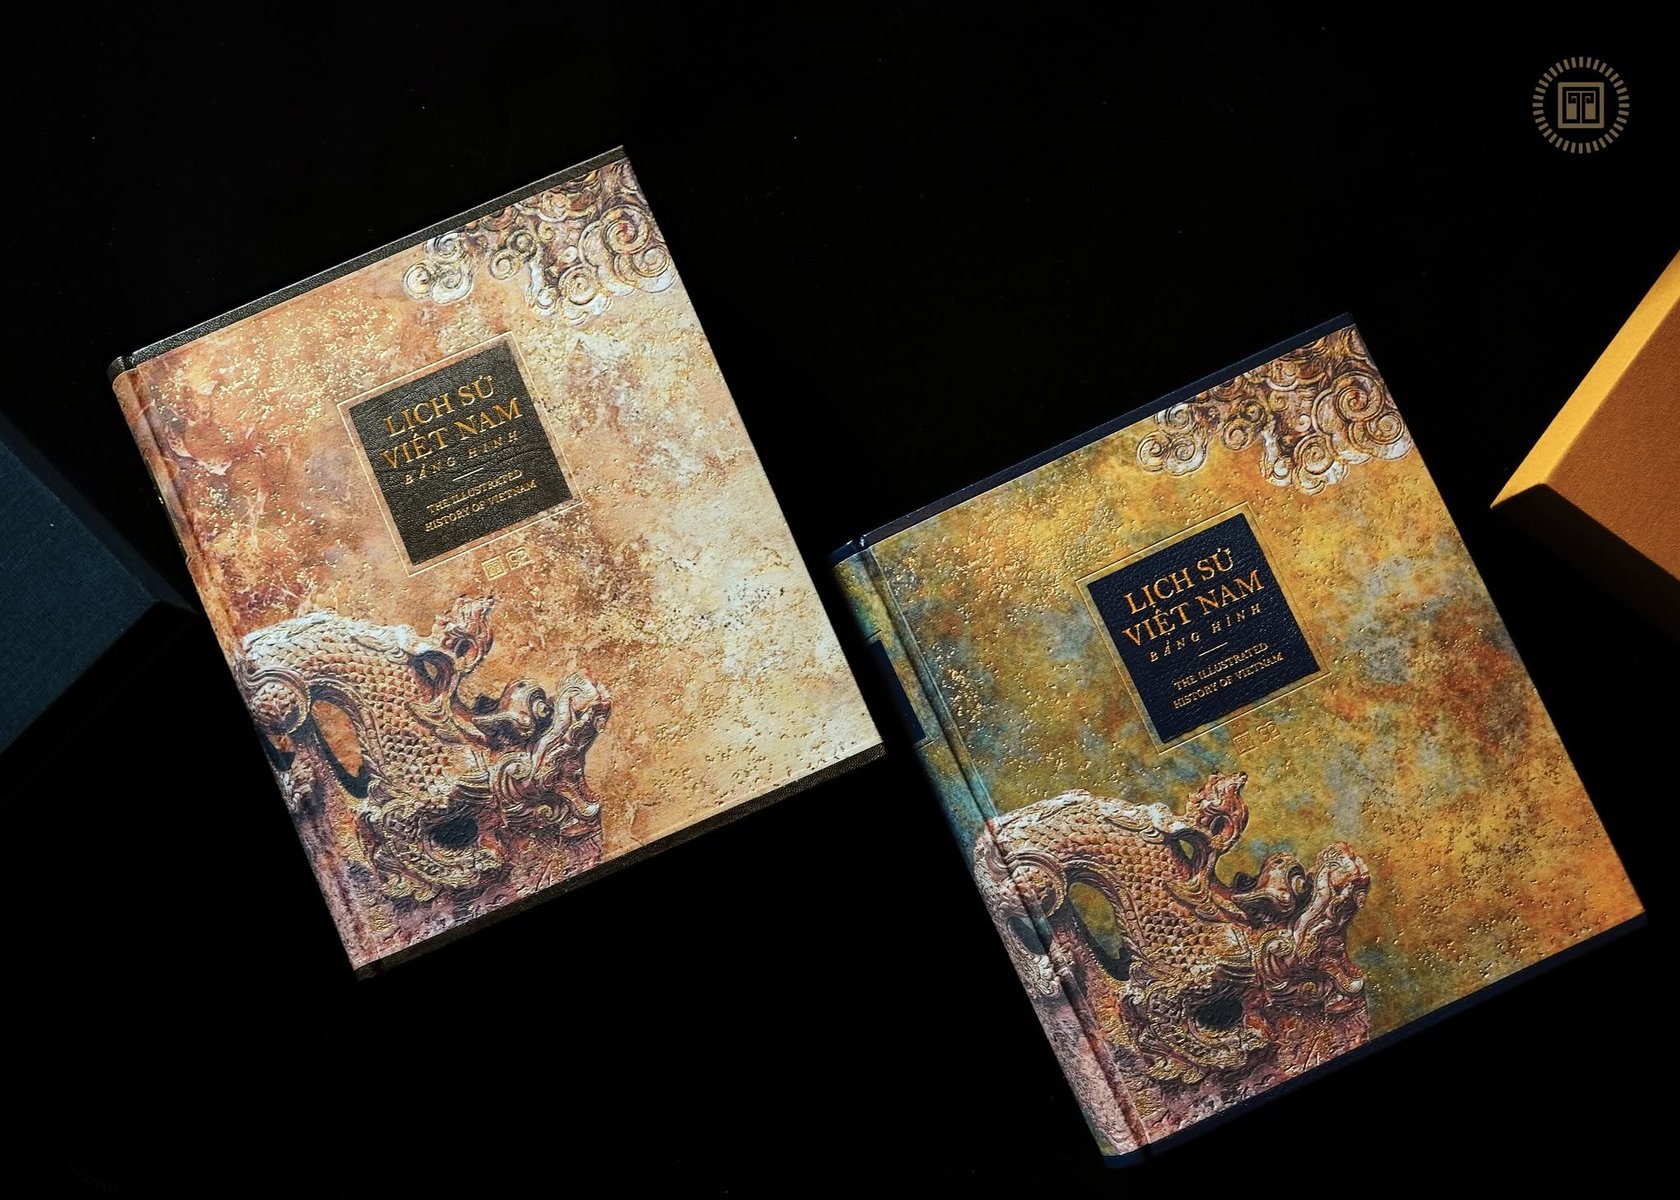 LỊCH SỬ
VIỆT NAM
BẰNG HÌNH
THE ILLUSTRATED
HISTORY OF VIETNAM
LỊCH SỬ
VIỆT NAM
BẰNG HÌNH
THE ILLUSTRATED
HISTORY OF VIETNAM